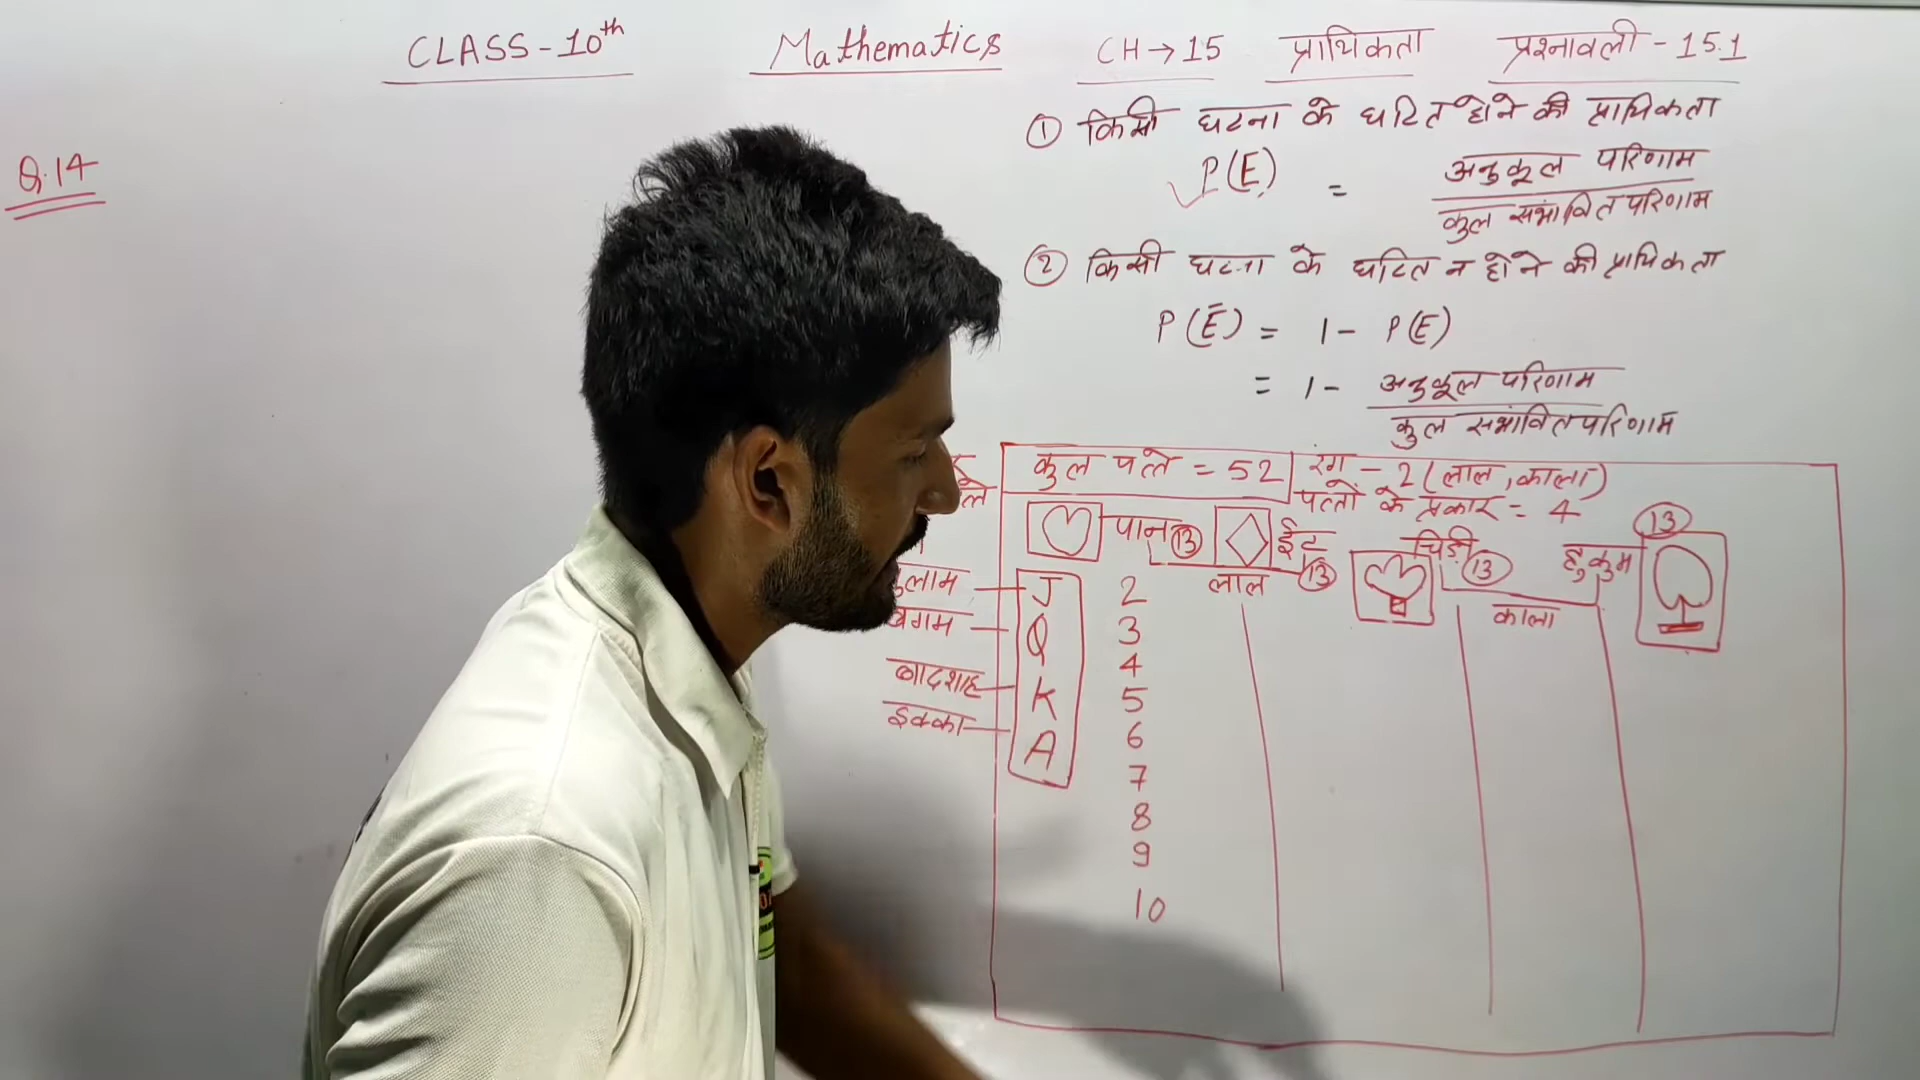 CLASS-10th Mathematics CH→15 प्रायिकता प्रश्नावली-15.1
Q.14
① किसी घटना के घटित होने की प्रायिकता
P(E) = अनुकूल परिणाम
कुल संभावित परिणाम
② किसी घटना के घटित न होने की प्रायिकता
P(Ē) = 1 - P(E)
= 1 - अनुकूल परिणाम
कुल संभावित परिणाम
कुल पत्ते = 52
रंग - 2 (लाल, काला)
पत्तों के प्रकार = 4
पान 13
ईंट 13
लाल
चिड़ी 13
हुकुम 13
काला
J
बेगम Q
बादशाह K
इक्का A
2
3
4
5
6
7
8
9
10